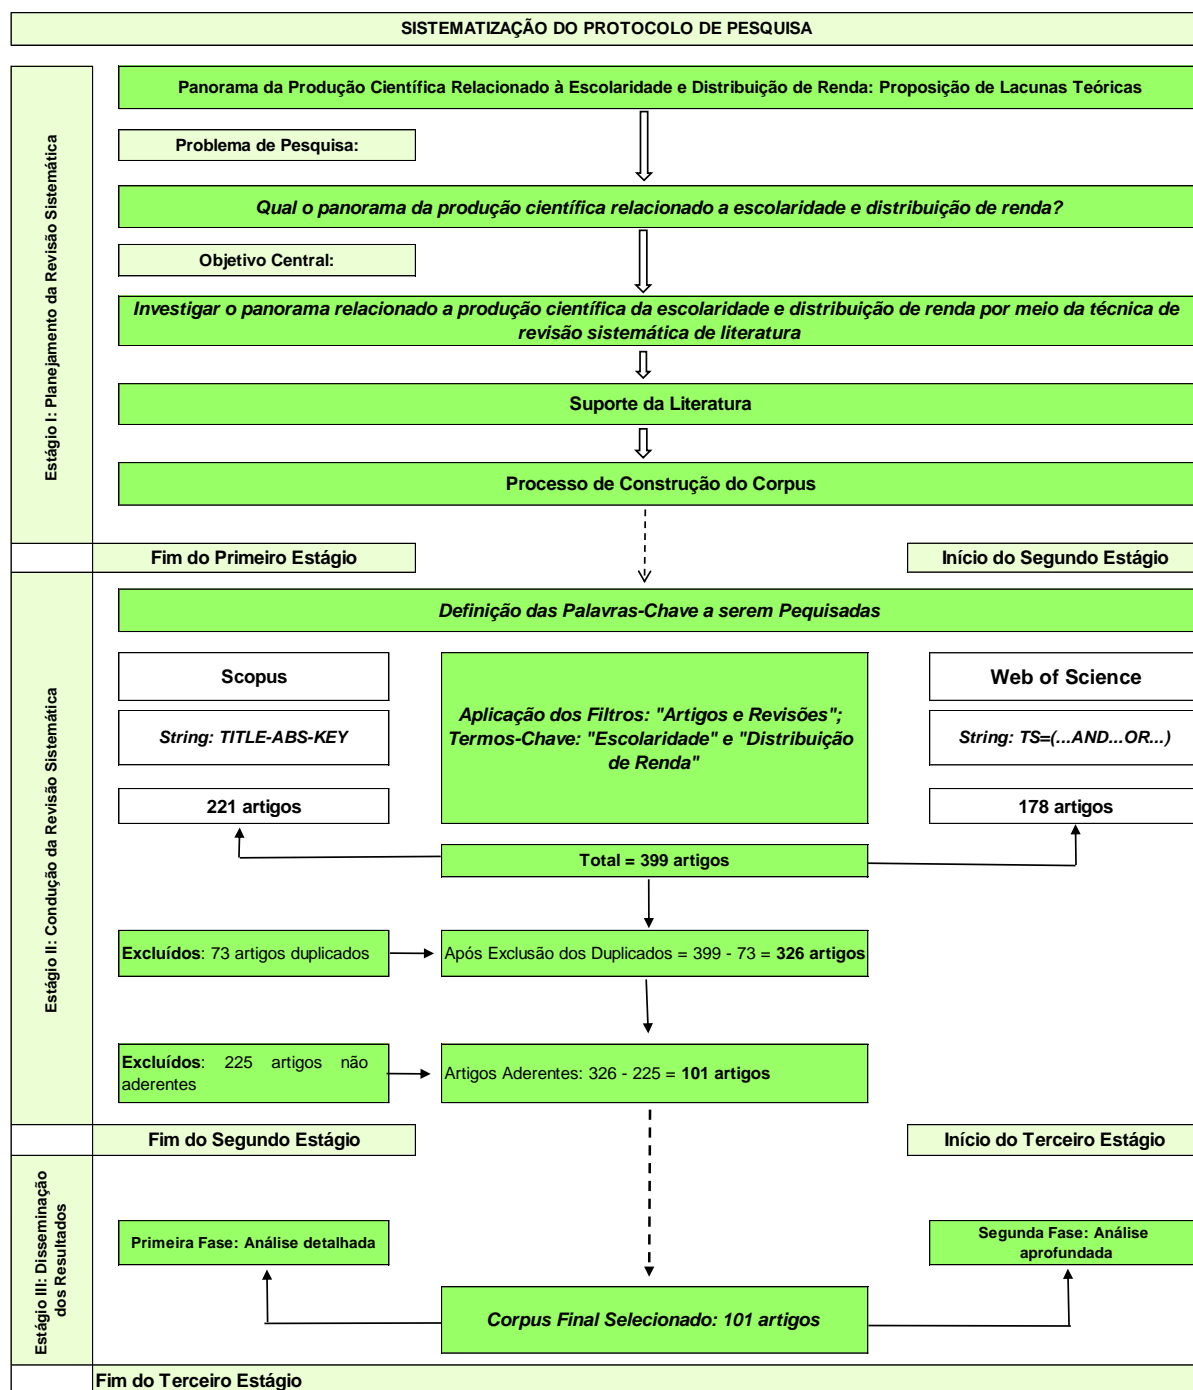 SISTEMATIZAÇÃO DO PROTOCOLO DE PESQUISA
Estágio I: Planejamento da Revisão Sistemática
Panorama da Produção Científica Relacionado à Escolaridade e Distribuição de Renda: Proposição de Lacunas Teóricas
Problema de Pesquisa:
Qual o panorama da produção científica relacionado a escolaridade e distribuição de renda?
Objetivo Central:
Investigar o panorama relacionado a produção científica da escolaridade e distribuição de renda por meio da técnica de
revisão sistemática de literatura
Suporte da Literatura
Processo de Construção do Corpus
Fim do Primeiro Estágio
Início do Segundo Estágio
Estágio II: Condução da Revisão Sistemática
Definição das Palavras-Chave a serem Pequisadas
Scopus
String: TITLE-ABS-KEY
221 artigos
Aplicação dos Filtros: "Artigos e Revisões";
Termos-Chave: "Escolaridade" e "Distribuição
de Renda"
Web of Science
String: TS=(...AND...OR...)
178 artigos
Total = 399 artigos
Excluídos: 73 artigos duplicados
Após Exclusão dos Duplicados = 399 - 73 = 326 artigos
Excluídos: 225 artigos não
aderentes
Artigos Aderentes: 326 - 225 = 101 artigos
Fim do Segundo Estágio
Início do Terceiro Estágio
Estágio III: Disseminação
dos Resultados
Primeira Fase: Análise detalhada
Segunda Fase: Análise
aprofundada
Corpus Final Selecionado: 101 artigos
Fim do Terceiro Estágio